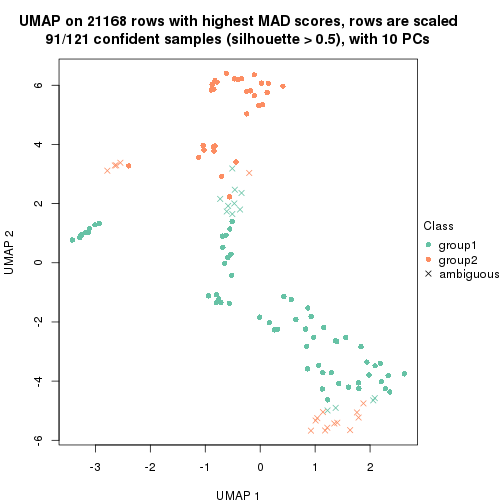 UMAP on 21168 rows with highest MAD scores, rows are scaled
91/121 confident samples (silhouette > 0.5), with 10 PCs
6
4
2
0
-2
-4
-6
UMAP 2
-3
-2
-1
0
1
2
UMAP 1
Class
group1
group2
ambiguous